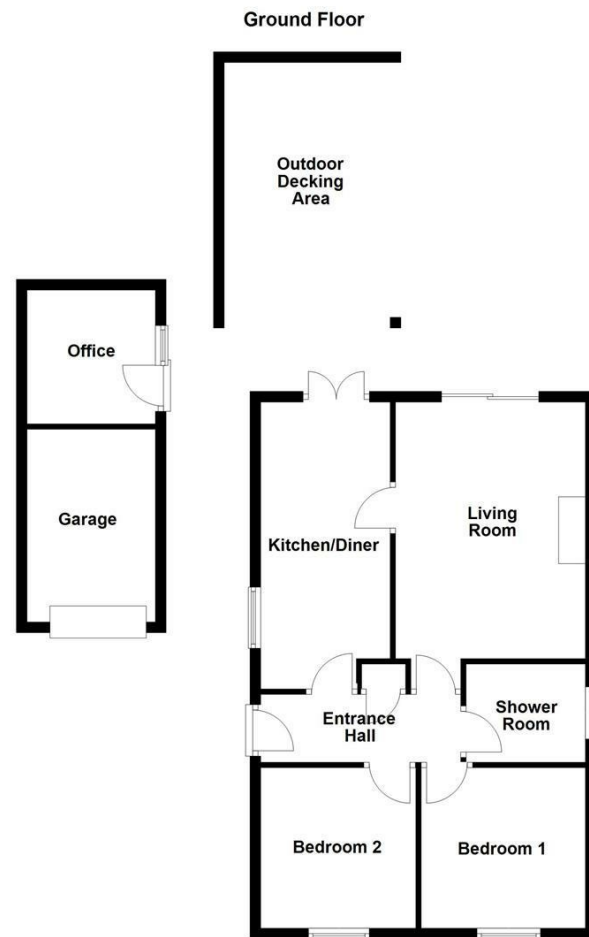 Ground Floor
Outdoor
Decking
Area
Office
Garage
Kitchen/Diner
Living
Room
Entrance
Hall
Shower
Room
Bedroom 2
Bedroom 1